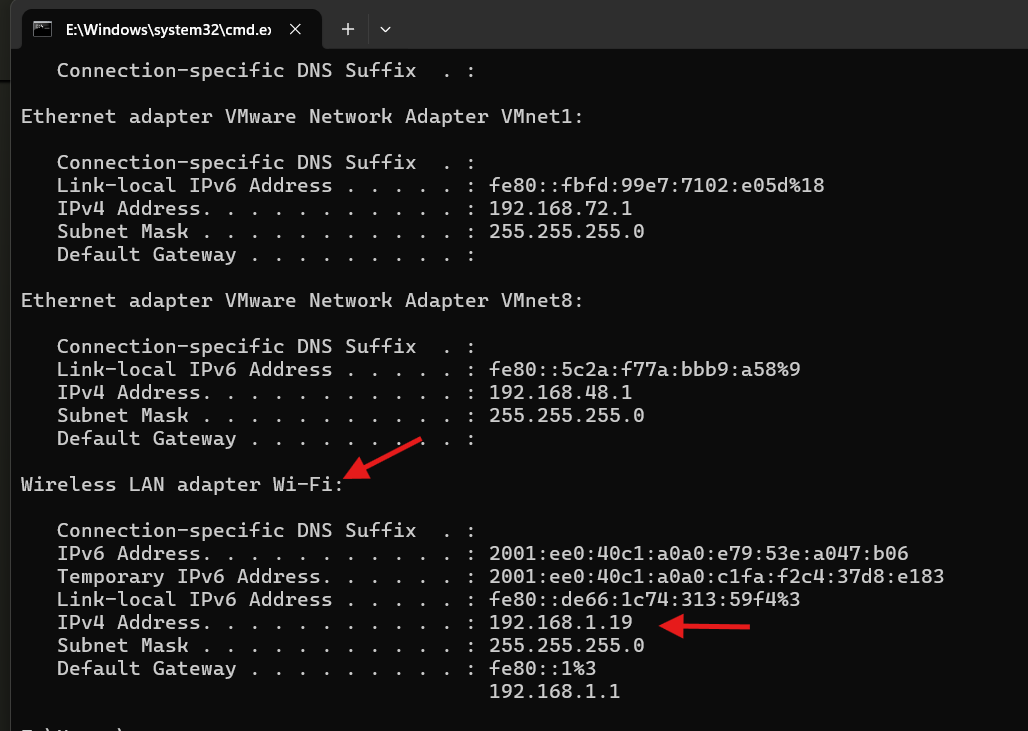 E:\Windows\system32\cmd.ex
Connection-specific DNS Suffix  . :
Ethernet adapter VMware Network Adapter VMnet1:
Connection-specific DNS Suffix  . :
Link-local IPv6 Address . . . . . : fe80::fbfd:99e7:7102:e05d%18
IPv4 Address. . . . . . . . . . . : 192.168.72.1
Subnet Mask . . . . . . . . . . . : 255.255.255.0
Default Gateway . . . . . . . . . :
Ethernet adapter VMware Network Adapter VMnet8:
Connection-specific DNS Suffix  . :
Link-local IPv6 Address . . . . . : fe80::5c2a:f77a:bbb9:a58%9
IPv4 Address. . . . . . . . . . . : 192.168.48.1
Subnet Mask . . . . . . . . . . . : 255.255.255.0
Default Gateway . . . . . . . . . :
Wireless LAN adapter Wi-Fi:
Connection-specific DNS Suffix  . :
IPv6 Address. . . . . . . . . . . : 2001:ee0:40c1:a0a0:e79:53e:a047:b06
Temporary IPv6 Address. . . . . . : 2001:ee0:40c1:a0a0:c1fa:f2c4:37d8:e183
Link-local IPv6 Address . . . . . : fe80::de66:1c74:313:59f4%3
IPv4 Address. . . . . . . . . . . : 192.168.1.19
Subnet Mask . . . . . . . . . . . : 255.255.255.0
Default Gateway . . . . . . . . . : fe80::1%3
192.168.1.1